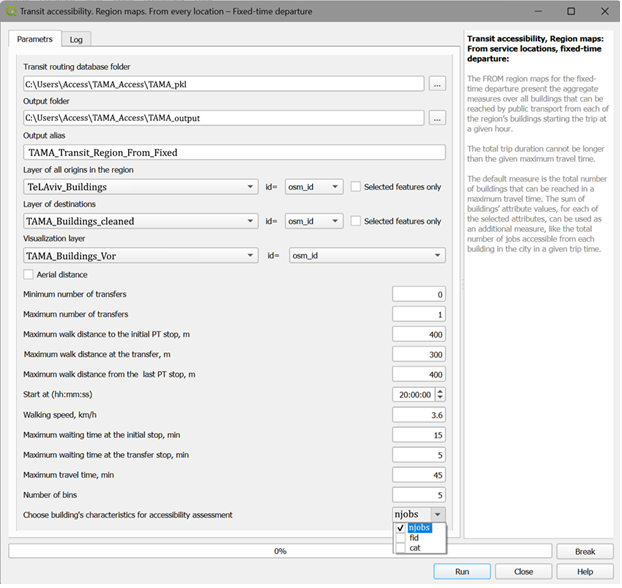 Transit accessibility. Region maps. From every location – Fixed-time departure
Parametrs
Log
Transit routing database folder
C:\Users\Access\TAMA_Access\TAMA_pkl
...
Output folder
C:\Users\Access\TAMA_Access\TAMA_output
...
Output alias
TAMA_Transit_Region_From_Fixed
Layer of all origins in the region
TeLAviv_Buildings
id=
osm_id
Selected features only
Layer of destinations
TAMA_Buildings_cleaned
id=
osm_id
Selected features only
Visualization layer
TAMA_Buildings_Vor
id=
osm_id
Aerial distance
Minimum number of transfers 0
Maximum number of transfers 1
Maximum walk distance to the initial PT stop, m 400
Maximum walk distance at the transfer, m 300
Maximum walk distance from the last PT stop, m 400
Start at (hh:mm:ss) 20:00:00
Walking speed, km/h 3.6
Maximum waiting time at the initial stop, min 15
Maximum waiting time at the transfer stop, min 5
Maximum travel time, min 45
Number of bins 5
Choose building's characteristics for accessibility assessment njobs
njobs
fid
cat
Transit accessibility, Region maps:
From service locations, fixed-time
departure:
The FROM region maps for the fixed-
time departure present the aggregate
measures over all buildings that can be
reached by public transport from each of
the region's buildings starting the trip at
a given hour.
The total trip duration cannot be longer
than the given maximum travel time.
The default measure is the total number
of buildings that can be reached in a
maximum travel time. The sum of
buildings' attribute values, for each of
the selected attributes, can be used as
an additional measure, like the total
number of jobs accessible from each
building in the city in a given trip time.
0%
Break
Run
Close
Help